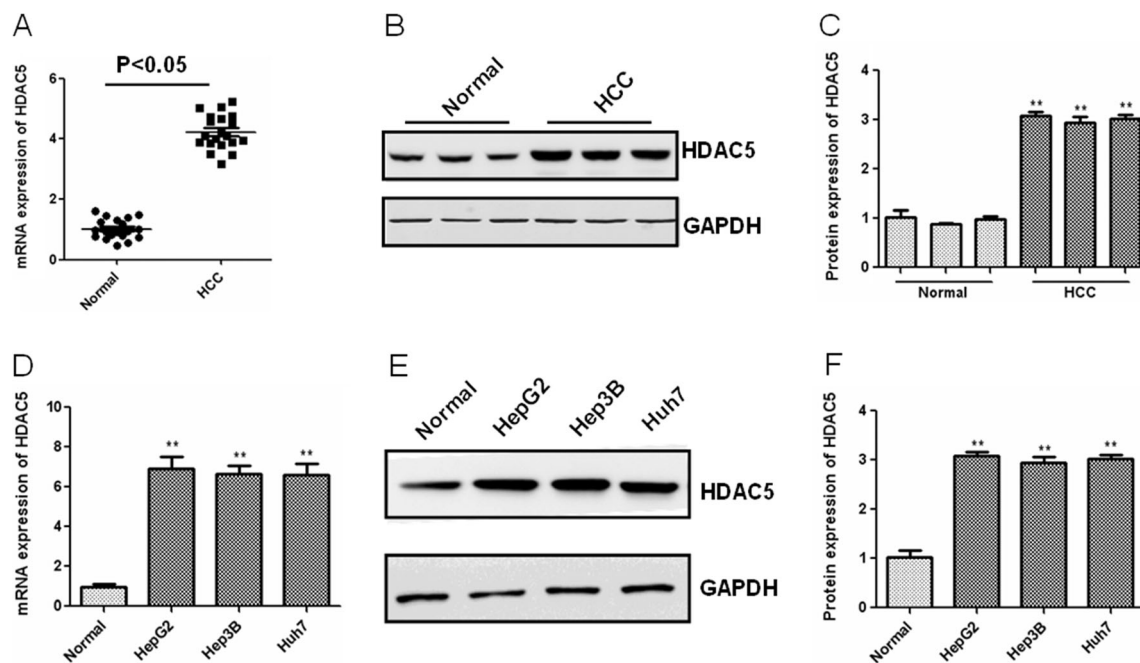 A
P<0.05
mRNA expression of HDAC5
6
4
2
0
Normal
HCC
B
Normal
HCC
HDAC5
GAPDH
C
Protein expression of HDAC5
4
3
2
1
0
**
**
**
Normal
HCC
D
mRNA expression of HDAC5
10
8
6
4
2
0
**
**
**
Normal
HepG2
Hep3B
Huh7
E
Normal
HepG2
Hep3B
Huh7
HDAC5
GAPDH
F
Protein expression of HDAC5
4
3
2
1
0
**
**
**
Normal
HepG2
Hep3B
Huh7